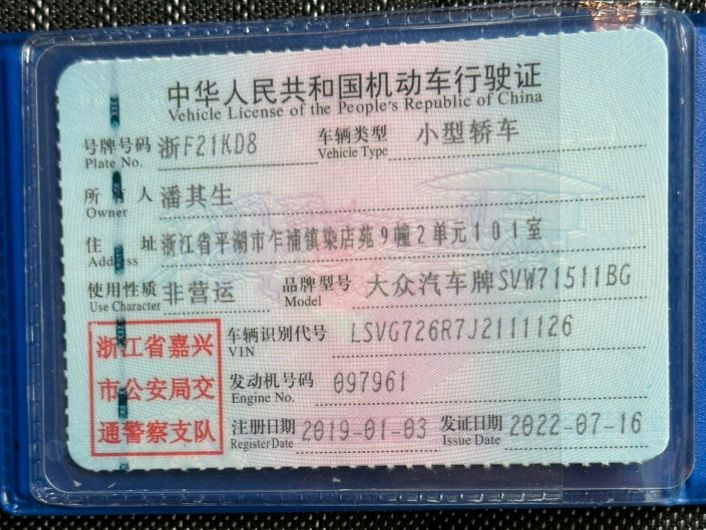 中华人民共和国机动车行驶证
Vehicle License of the People's Republic of China
号牌号码 浙F21KD8 车辆类型 小型轿车
Plate No. Vehicle Type
所 人 潘其生
Owner
住 址 浙江省平湖市乍浦镇染店苑9幢2单元101室
Address
使用性质 非营运 品牌型号 大众汽车牌SVW71511BG
Use Character Model
浙江省嘉兴
市公安局交
通警察支队
车辆识别代号 LSVG726R7J2111126
VIN
发动机号码 097961
Engine No.
注册日期 2019-01-03 发证日期 2022-07-16
Register Date Issue Date